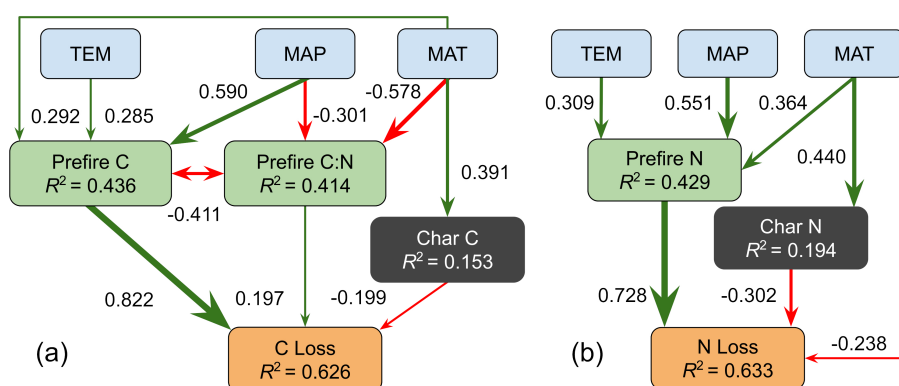 TEM
MAP
MAT
0.292
0.285
0.590
-0.301
-0.578
Prefire C
R² = 0.436
Prefire C:N
R² = 0.414
-0.411
0.391
Char C
R² = 0.153
0.822
0.197
-0.199
(a)
C Loss
R² = 0.626
TEM
MAP
MAT
0.309
0.551
0.364
Prefire N
R² = 0.429
0.440
Char N
R² = 0.194
0.728
-0.302
-0.238
(b)
N Loss
R² = 0.633